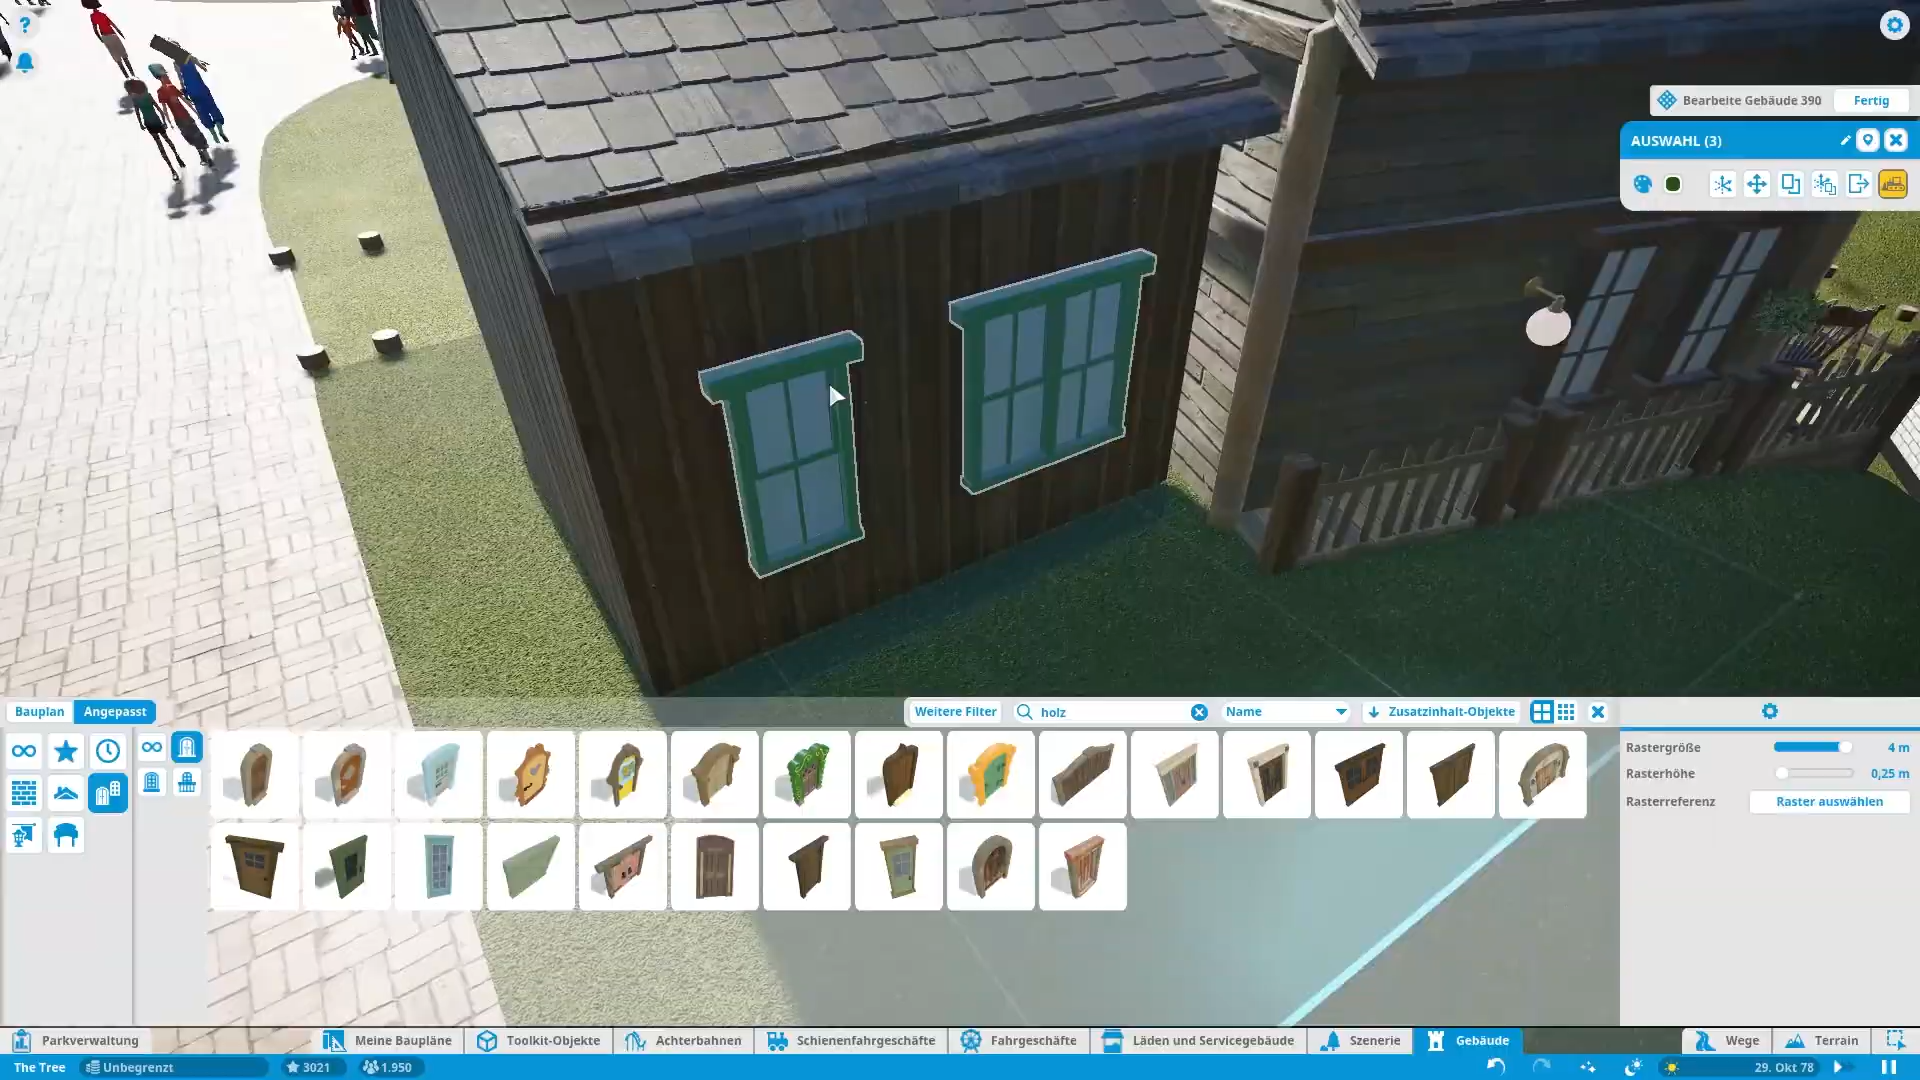 ?
Bearbeite Gebäude 390
Fertig
AUSWAHL (3)
Bauplan
Angepasst
Weitere Filter
holz
Name
Zusatzinhalt-Objekte
Rastergröße
4 m
Rasterhöhe
0,25 m
Rasterreferenz
Raster auswählen
Parkverwaltung
Meine Baupläne
Toolkit-Objekte
Achterbahnen
Schienenfahrgeschäfte
Fahrgeschäfte
Läden und Servicegebäude
Szenerie
Gebäude
Wege
Terrain
The Tree
Unbegrenzt
3021
1.950
29. Okt 78